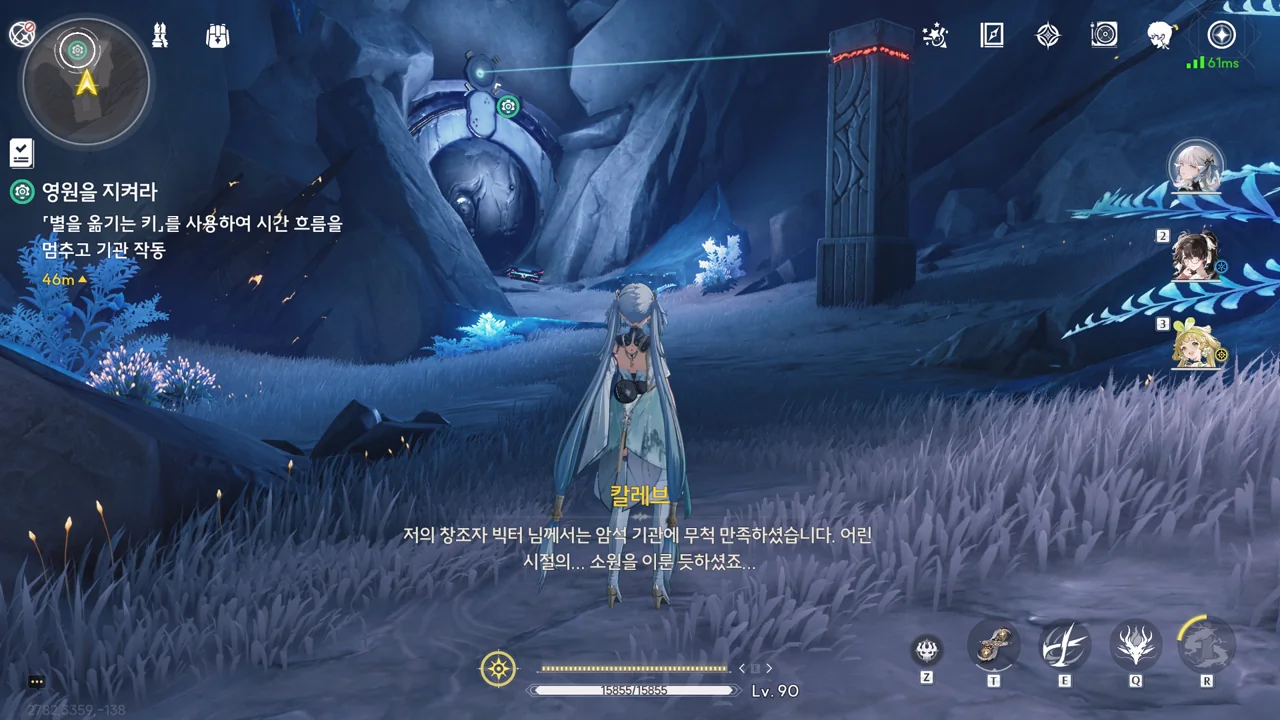 61ms
영원을 지켜라
「별을 옮기는 키」를 사용하여 시간 흐름을
멈추고 기관 작동
46m
2
3
칼레브
저의 창조자 빅터 님께서는 암석 기관에 무척 만족하셨습니다. 어린
시절의... 소원을 이룬 듯하셨죠...
Z
T
E
Q
R
15855/15855
Lv. 90
2782,3359,-138